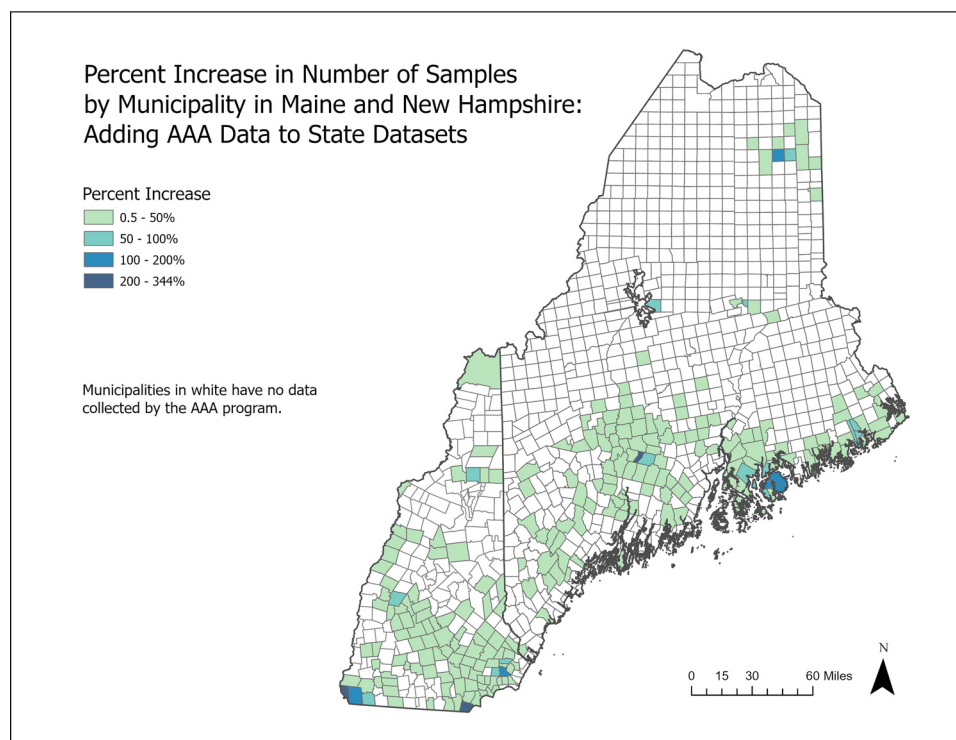 Percent Increase in Number of Samples
by Municipality in Maine and New Hampshire:
Adding AAA Data to State Datasets
Percent Increase
0.5 - 50%
50 - 100%
100 - 200%
200 - 344%
Municipalities in white have no data
collected by the AAA program.
N
0 15 30 60 Miles